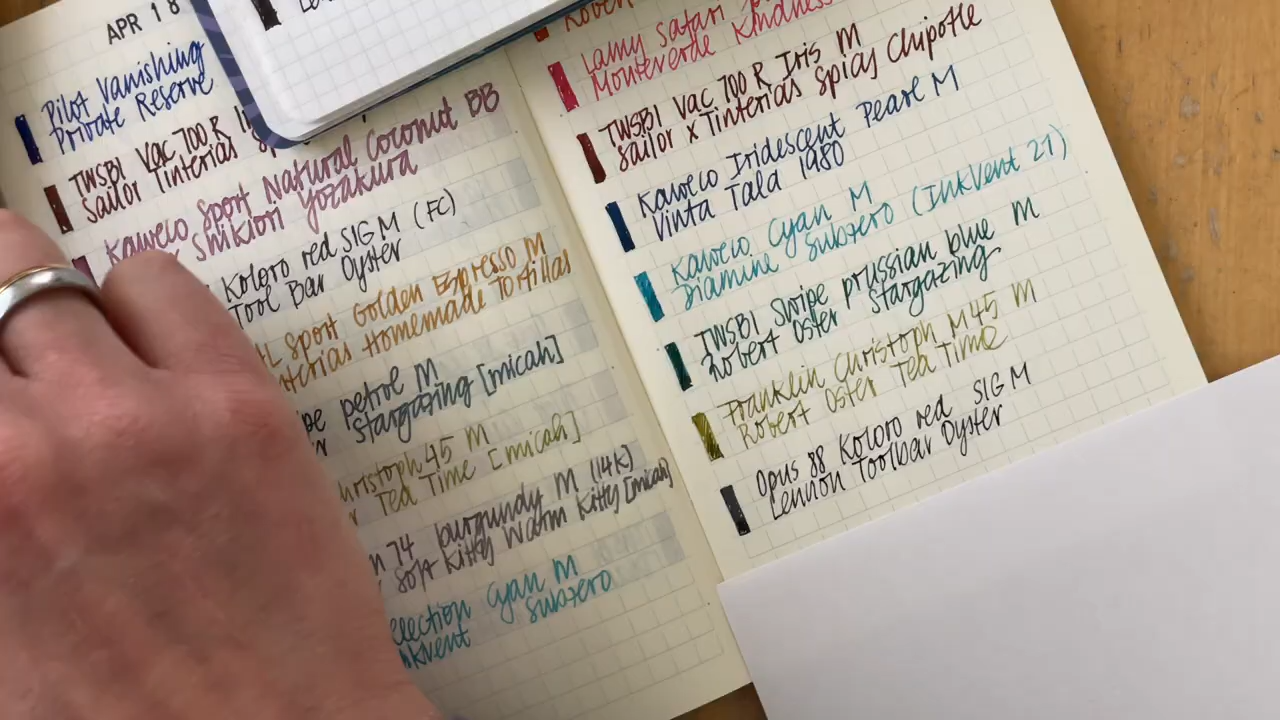 APR 18
Pilot Vanishing
Private Reserve
TWSBI Vac 700 R
Sailor Tinterias
Kaweco Sport Natural Coconut BB
Shikiori Yozakura
Koloro red SIG M (FC)
Tool Bar Oyster
Sport Golden Espresso M
Homemade Tortillas
petrol M
Stargazing [micah]
45 M
Tea Time [micah]
74 burgundy M (14K)
Soft Kitty Warm Kitty [micah]
Cyan M
Subzero
Lamy Safari
Monteverde Kindness
TWSBI Vac 700 R Iris M
Sailor x Tinterias Spicy Chipotle
Kaweco Iridescent Pearl M
Vinta Tala 1980
Kaweco Cyan M
Diamine Subzero (InkVent 21)
TWSBI Swipe prussian blue M
Robert Oster Stargazing
Franklin Christoph M45 M
Robert Oster Tea Time
Opus 88 Koloro red SIG M
Lennon Toolbar Oyster